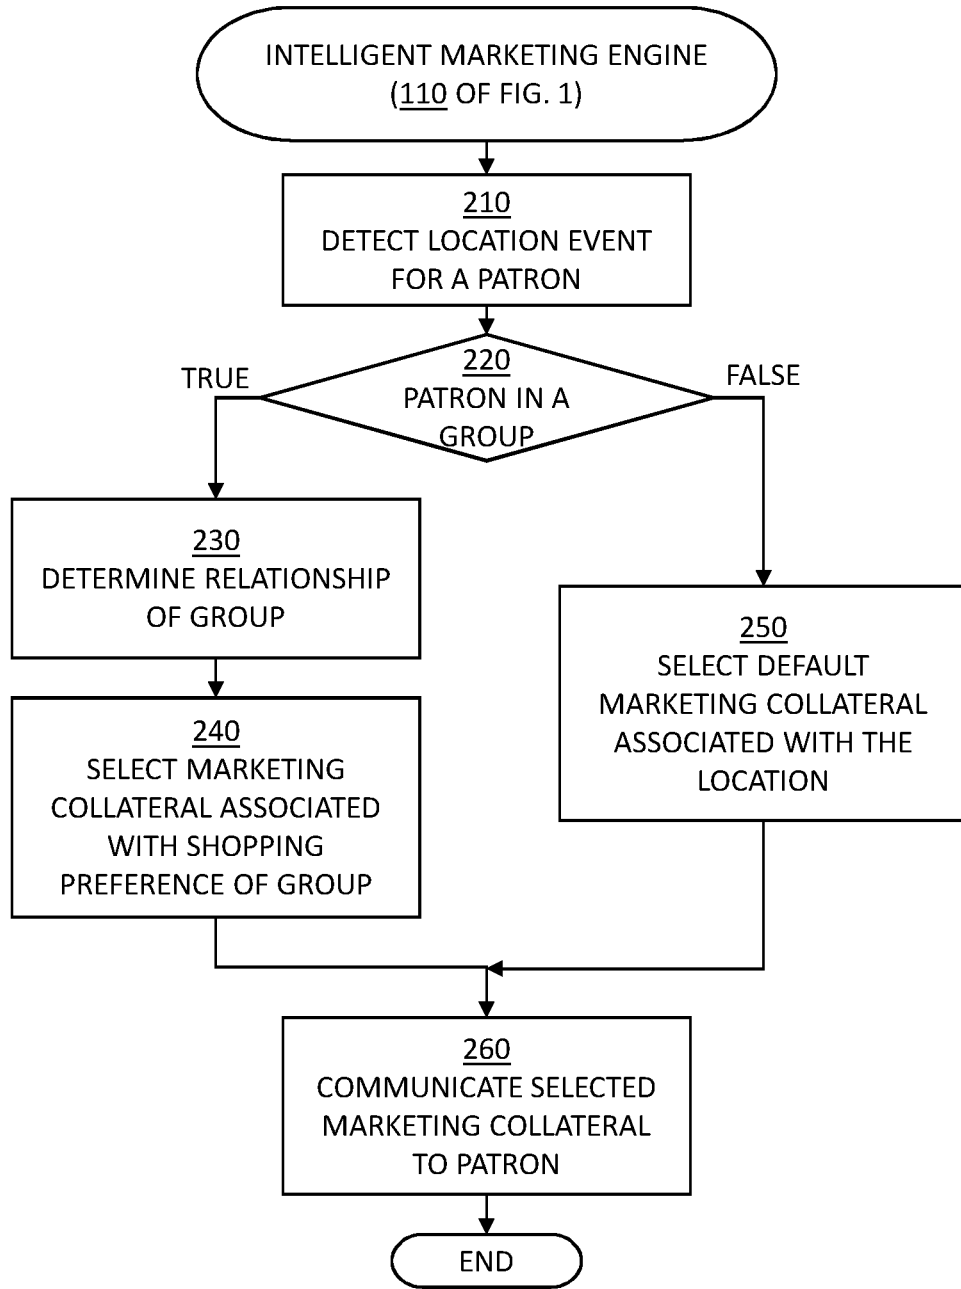 INTELLIGENT MARKETING ENGINE
(110 OF FIG. 1)
210
DETECT LOCATION EVENT
FOR A PATRON
TRUE
220
PATRON IN A
GROUP
FALSE
230
DETERMINE RELATIONSHIP
OF GROUP
240
SELECT MARKETING
COLLATERAL ASSOCIATED
WITH SHOPPING
PREFERENCE OF GROUP
250
SELECT DEFAULT
MARKETING COLLATERAL
ASSOCIATED WITH THE
LOCATION
260
COMMUNICATE SELECTED
MARKETING COLLATERAL
TO PATRON
END